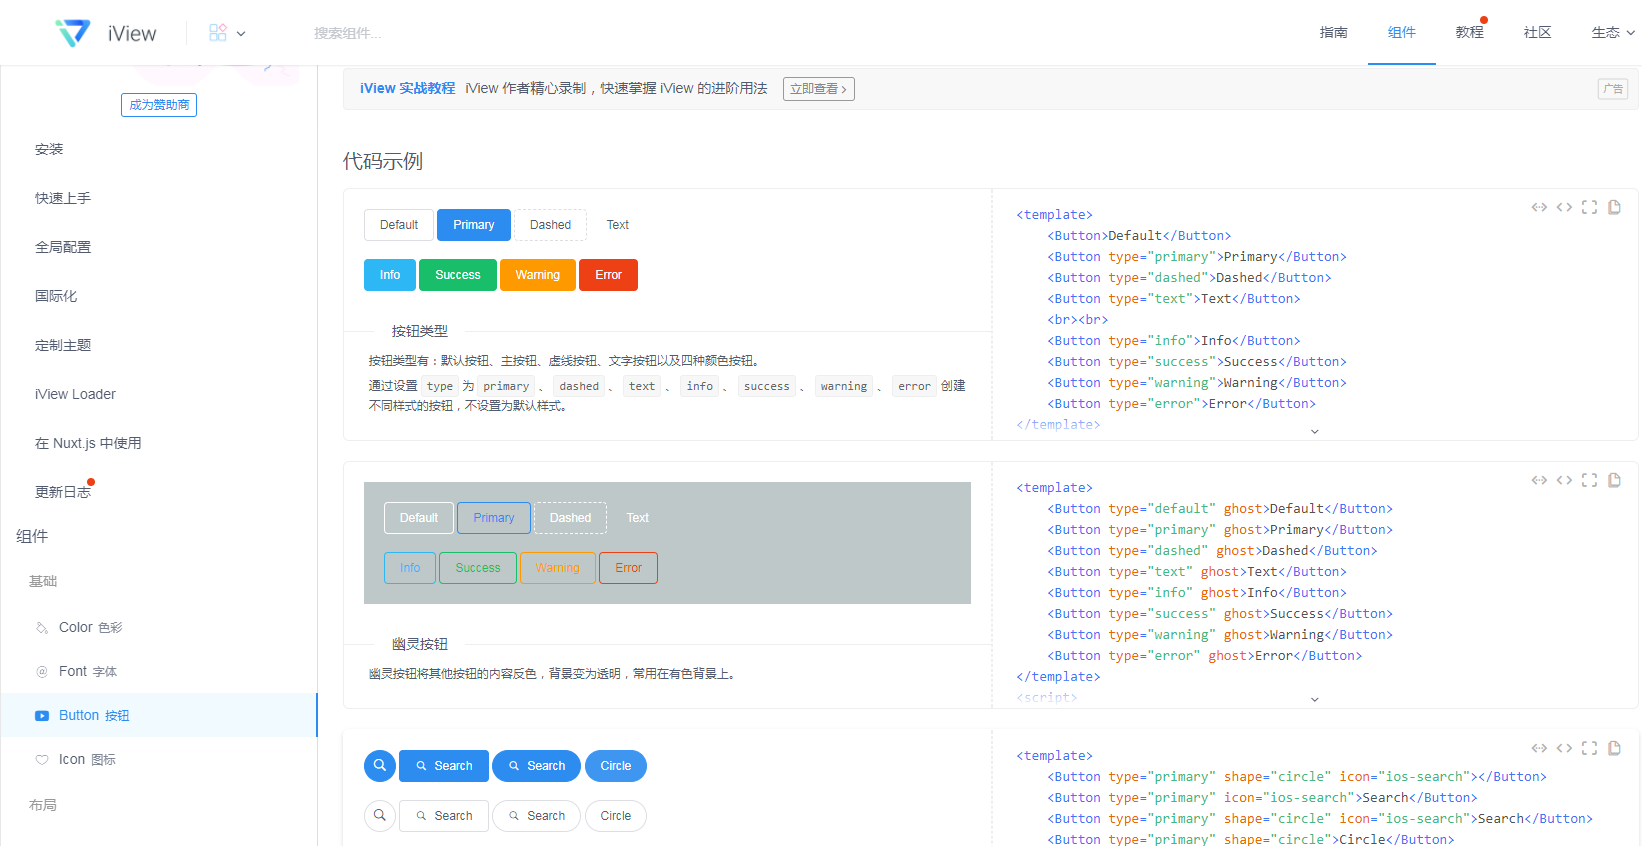 iView
搜索组件...
指南
组件
教程
社区
生态
成为赞助商
安装
快速上手
全局配置
国际化
定制主题
iView Loader
在 Nuxt.js 中使用
更新日志
组件
基础
Color 色彩
Font 字体
Button 按钮
Icon 图标
布局
iView 实战教程 iView 作者精心录制，快速掌握 iView 的进阶用法 立即查看
广告
代码示例
Default Primary Dashed Text
Info Success Warning Error
按钮类型
按钮类型有：默认按钮、主按钮、虚线按钮、文字按钮以及四种颜色按钮。
通过设置 type 为 primary 、 dashed 、 text 、 info 、 success 、 warning 、 error 创建
不同样式的按钮，不设置为默认样式。
<template>
<Button>Default</Button>
<Button type="primary">Primary</Button>
<Button type="dashed">Dashed</Button>
<Button type="text">Text</Button>
<br><br>
<Button type="info">Info</Button>
<Button type="success">Success</Button>
<Button type="warning">Warning</Button>
<Button type="error">Error</Button>
</template>
Default Primary Dashed Text
Info Success Warning Error
幽灵按钮
幽灵按钮将其他按钮的内容反色，背景变为透明，常用在有色背景上。
<template>
<Button type="default" ghost>Default</Button>
<Button type="primary" ghost>Primary</Button>
<Button type="dashed" ghost>Dashed</Button>
<Button type="text" ghost>Text</Button>
<Button type="info" ghost>Info</Button>
<Button type="success" ghost>Success</Button>
<Button type="warning" ghost>Warning</Button>
<Button type="error" ghost>Error</Button>
</template>
<script>
Search Search Circle
Search Search Circle
<template>
<Button type="primary" shape="circle" icon="ios-search"></Button>
<Button type="primary" icon="ios-search">Search</Button>
<Button type="primary" shape="circle" icon="ios-search">Search</Button>
<Button type="primary" shape="circle">Circle</Button>